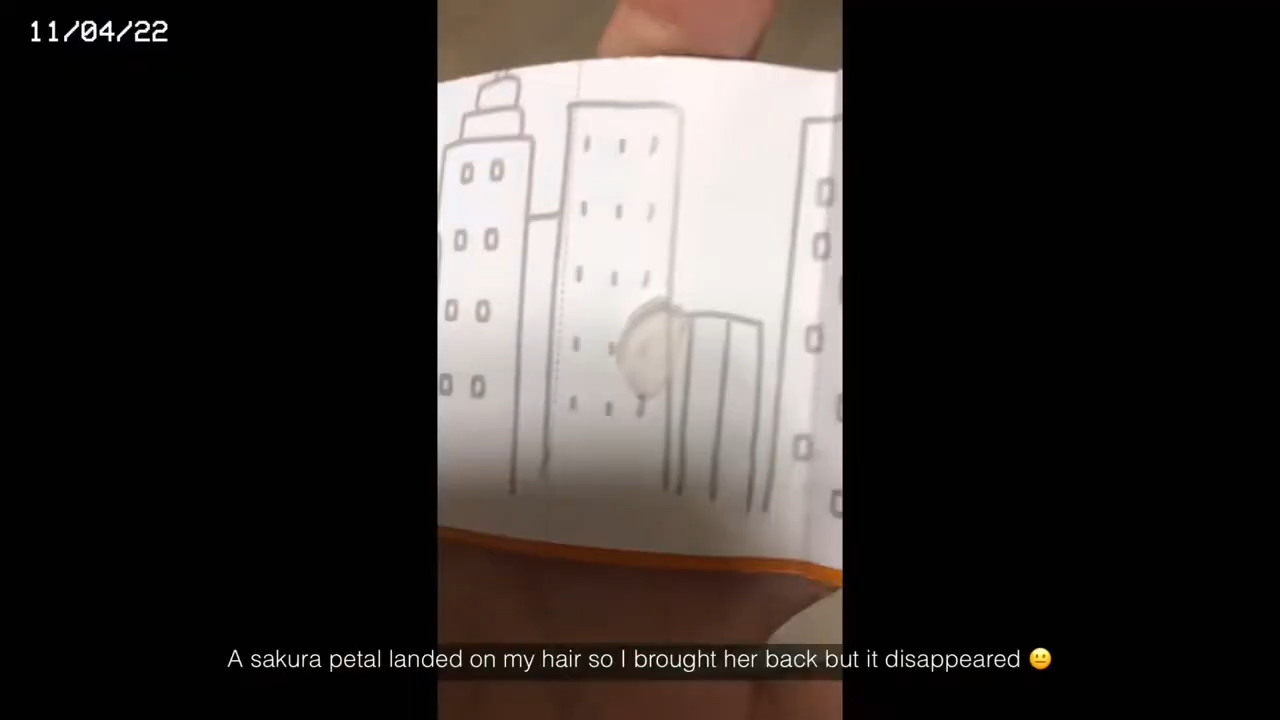 11/04/22
A sakura petal landed on my hair so I brought her back but it disappeared 😐